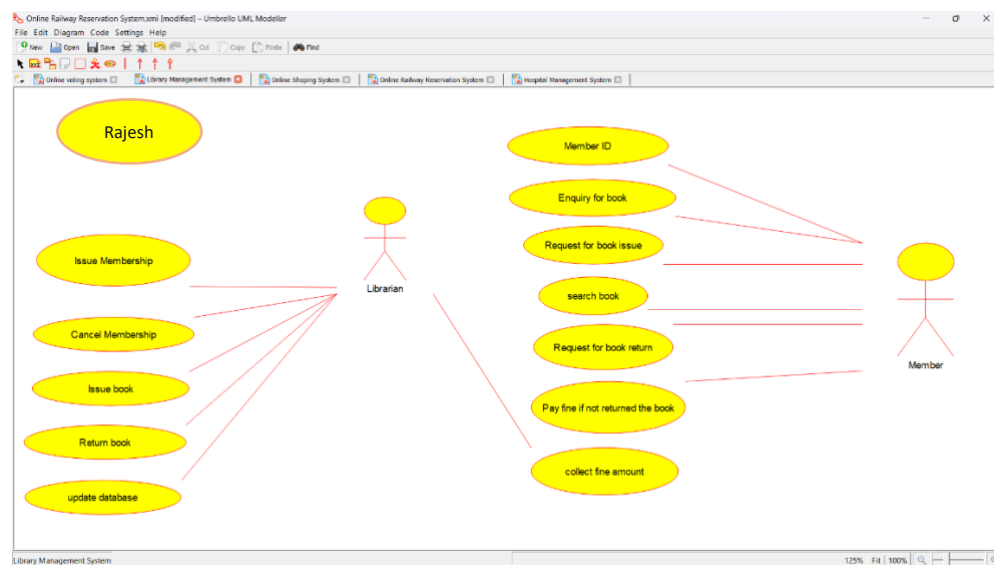 Online Railway Reservation System.xmi [modified] – Umbrello UML Modeller
File Edit Diagram Code Settings Help
New Open Save Cut Copy Paste Find
Online voting system Library Management System Online Shoping System Online Railway Reservation System Hospital Management System
Rajesh
Member ID
Enquiry for book
Request for book issue
Issue Membership
Librarian
search book
Cancel Membership
Request for book return
Member
Issue book
Pay fine if not returned the book
Return book
collect fine amount
update database
Library Management System 125% Fit 100%